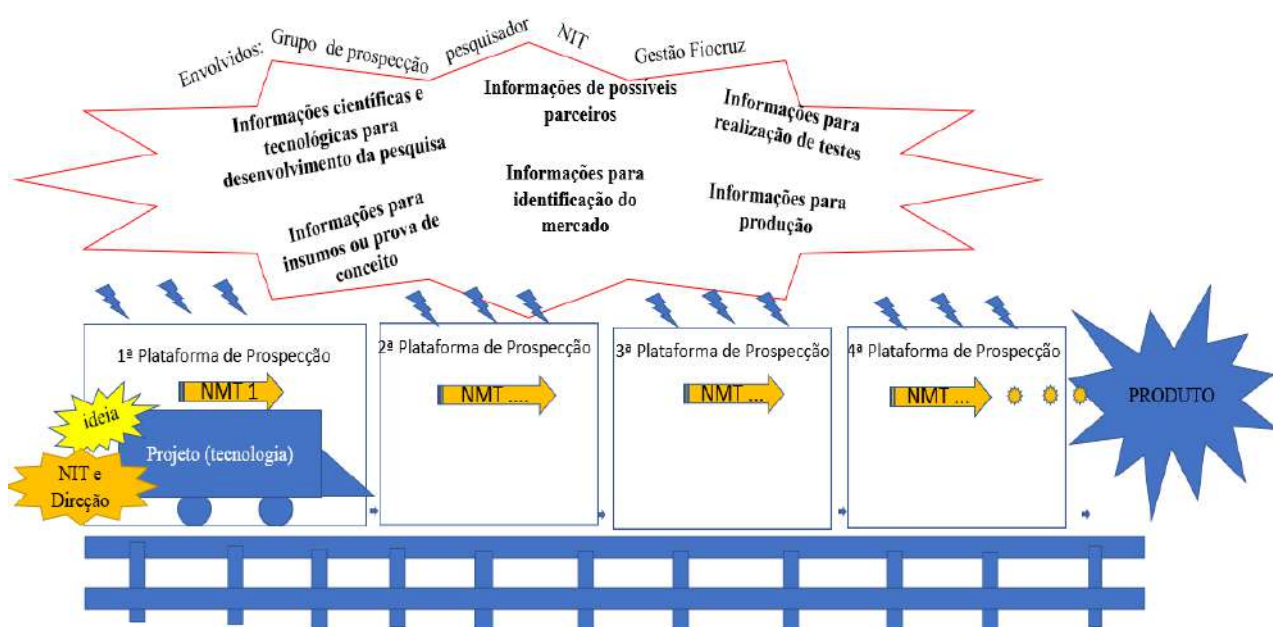 Envolvidos: Grupo de prospecção pesquisador NIT Gestão Fiocruz
Informações científicas e
tecnológicas para
desenvolvimento da pesquisa
Informações de possíveis
parceiros
Informações para
realização de testes
Informações para
insumos ou prova de
conceito
Informações para
identificação do
mercado
Informações para
produção
1ª Plataforma de Prospecção
2ª Plataforma de Prospecção
3ª Plataforma de Prospecção
4ª Plataforma de Prospecção
NMT 1
NMT ....
NMT ...
NMT ...
PRODUTO
ideia
Projeto (tecnologia)
NIT e
Direção